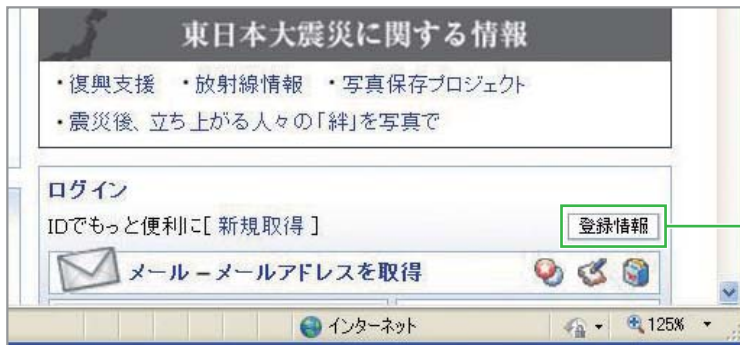 東日本大震災に関する情報
・復興支援 ・放射線情報 ・写真保存プロジェクト
・震災後、立ち上がる人々の「絆」を写真で
ログイン
IDでもっと便利に[ 新規取得 ]
登録情報
メール－メールアドレスを取得
インターネット
125%